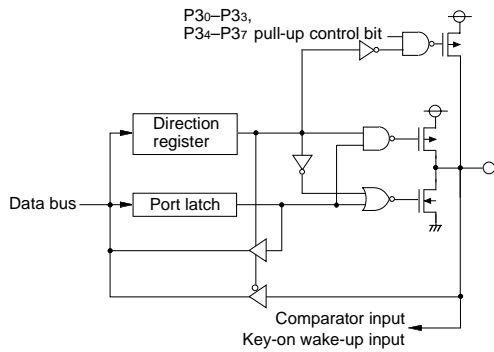 P3₀–P3₃,
P3₄–P3₇ pull-up control bit
Direction
register
Data bus
Port latch
Comparator input
Key-on wake-up input